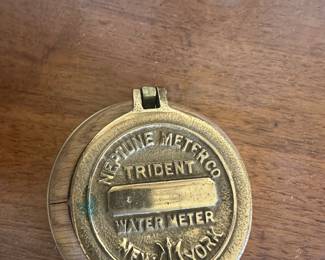 NEPTUNE METER CO.
TRIDENT
WATER METER
NEW YORK